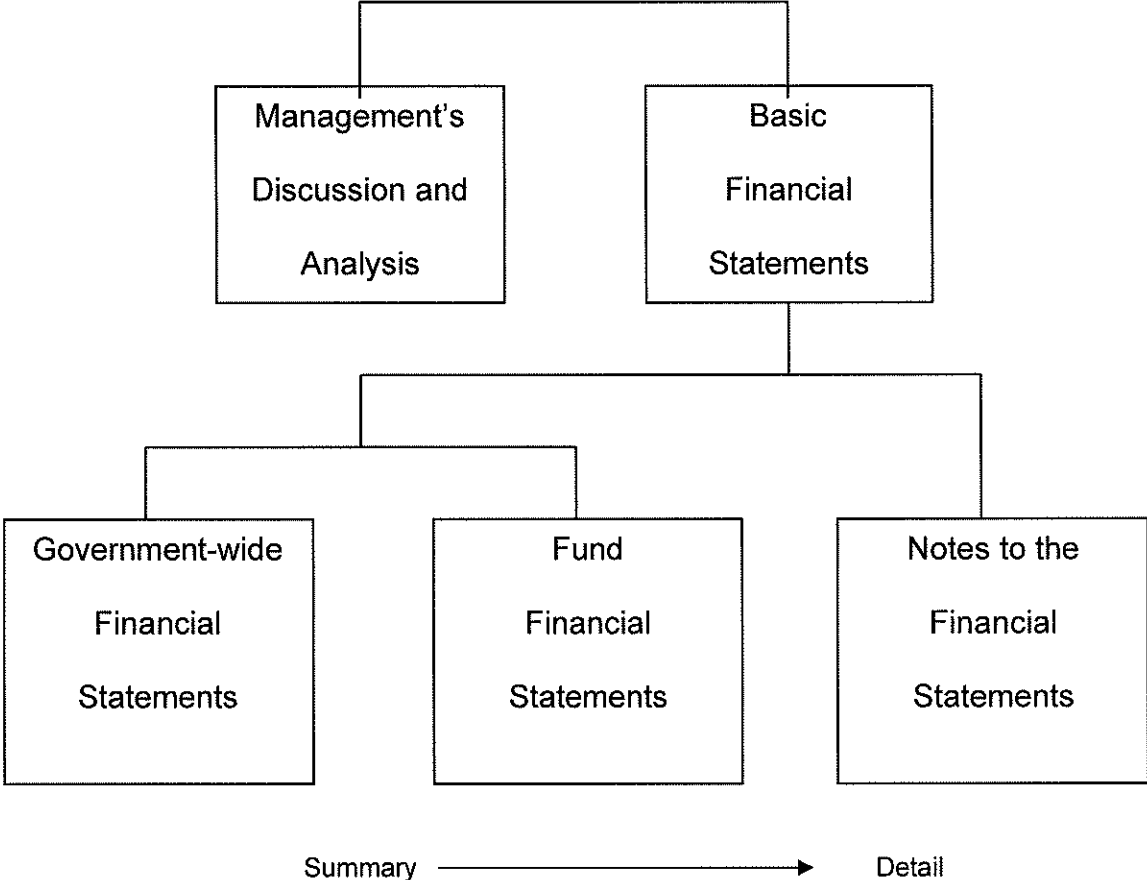 Management's
Discussion and
Analysis
Basic
Financial
Statements
Government-wide
Financial
Statements
Fund
Financial
Statements
Notes to the
Financial
Statements
Summary
Detail